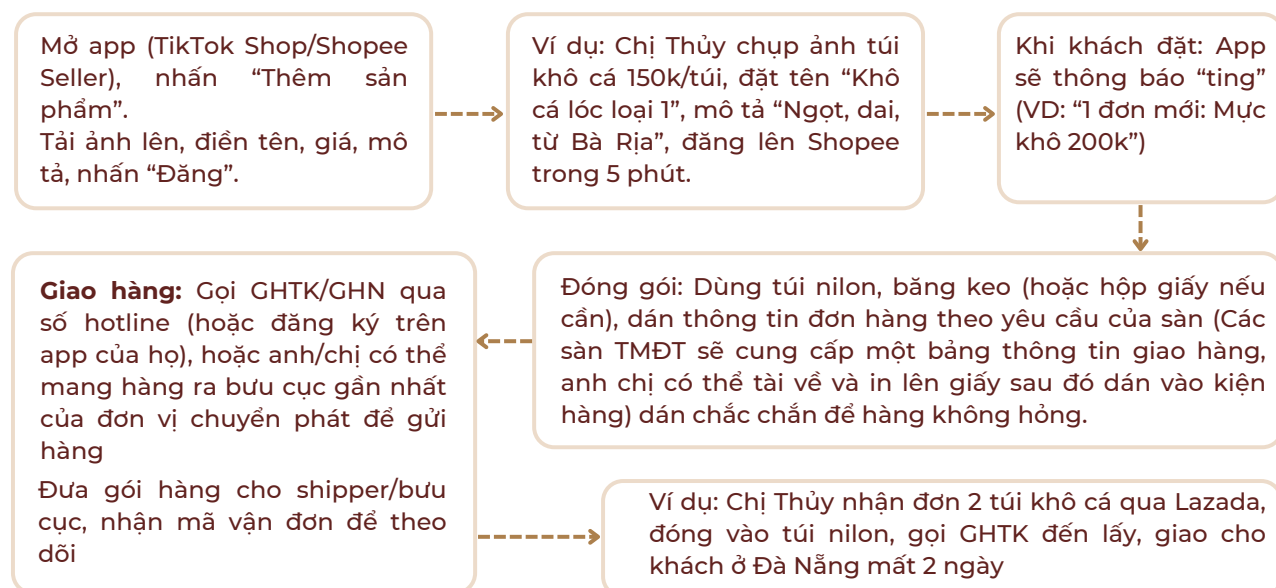 Mở app (TikTok Shop/Shopee
Seller), nhấn “Thêm sản
phẩm”.
Tải ảnh lên, điền tên, giá, mô
tả, nhấn “Đăng”.
Ví dụ: Chị Thủy chụp ảnh túi
khô cá 150k/túi, đặt tên “Khô
cá lóc loại 1”, mô tả “Ngọt, dai,
từ Bà Rịa”, đăng lên Shopee
trong 5 phút.
Khi khách đặt: App
sẽ thông báo “ting”
(VD: “1 đơn mới: Mực
khô 200k”)
Đóng gói: Dùng túi nilon, băng keo (hoặc hộp giấy nếu
cần), dán thông tin đơn hàng theo yêu cầu của sàn (Các
sàn TMĐT sẽ cung cấp một bảng thông tin giao hàng,
anh chị có thể tài về và in lên giấy sau đó dán vào kiện
hàng) dán chắc chắn để hàng không hỏng.
Giao hàng: Gọi GHTK/GHN qua
số hotline (hoặc đăng ký trên
app của họ), hoặc anh/chị có thể
mang hàng ra bưu cục gần nhất
của đơn vị chuyển phát để gửi
hàng
Đưa gói hàng cho shipper/bưu
cục, nhận mã vận đơn để theo
dõi
Ví dụ: Chị Thủy nhận đơn 2 túi khô cá qua Lazada,
đóng vào túi nilon, gọi GHTK đến lấy, giao cho
khách ở Đà Nẵng mất 2 ngày